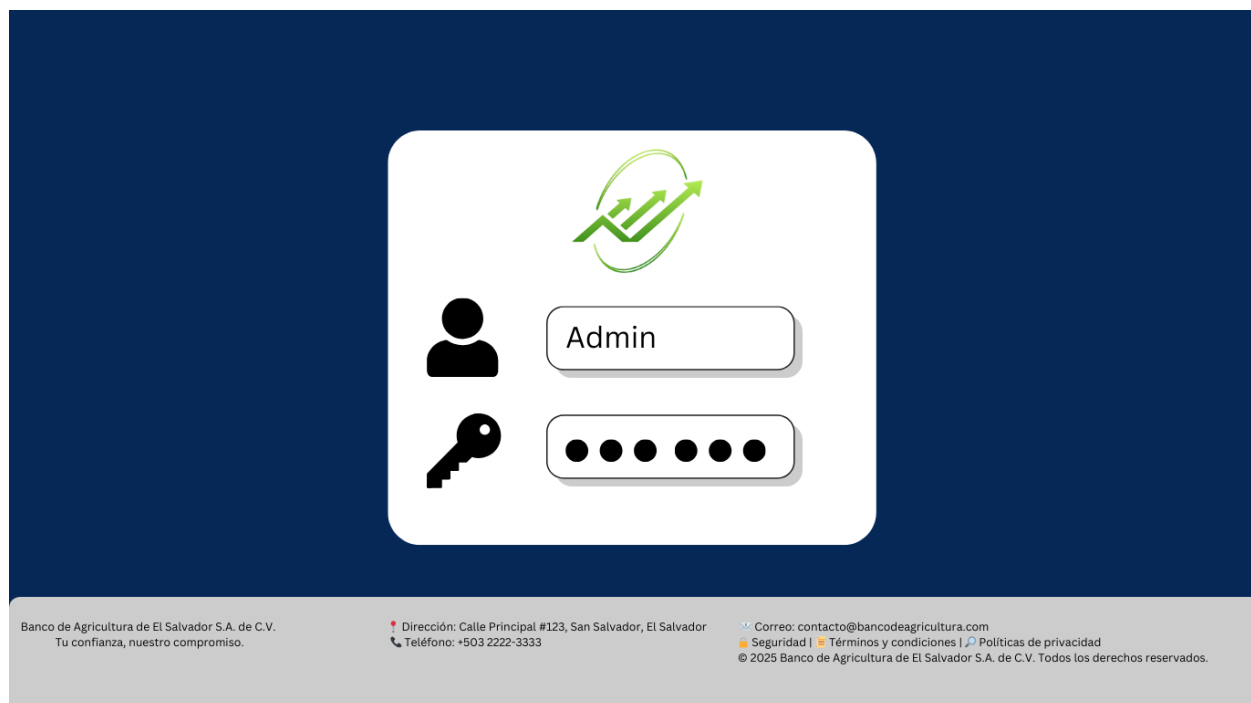 Admin
Banco de Agricultura de El Salvador S.A. de C.V.
Tu confianza, nuestro compromiso.
📍 Dirección: Calle Principal #123, San Salvador, El Salvador
📞 Teléfono: +503 2222-3333
📧 Correo: contacto@bancodeagricultura.com
🔒 Seguridad | 📜 Términos y condiciones | 🔎 Políticas de privacidad
© 2025 Banco de Agricultura de El Salvador S.A. de C.V. Todos los derechos reservados.